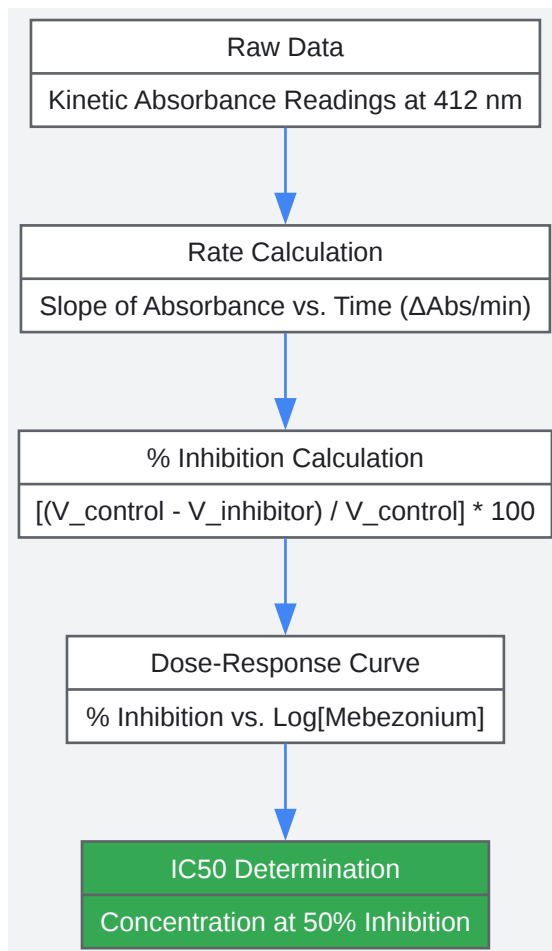 Raw Data
Kinetic Absorbance Readings at 412 nm
Rate Calculation
Slope of Absorbance vs. Time (ΔAbs/min)
% Inhibition Calculation
[(V_control - V_inhibitor) / V_control] * 100
Dose-Response Curve
% Inhibition vs. Log[Mebezonium]
IC50 Determination
Concentration at 50% Inhibition